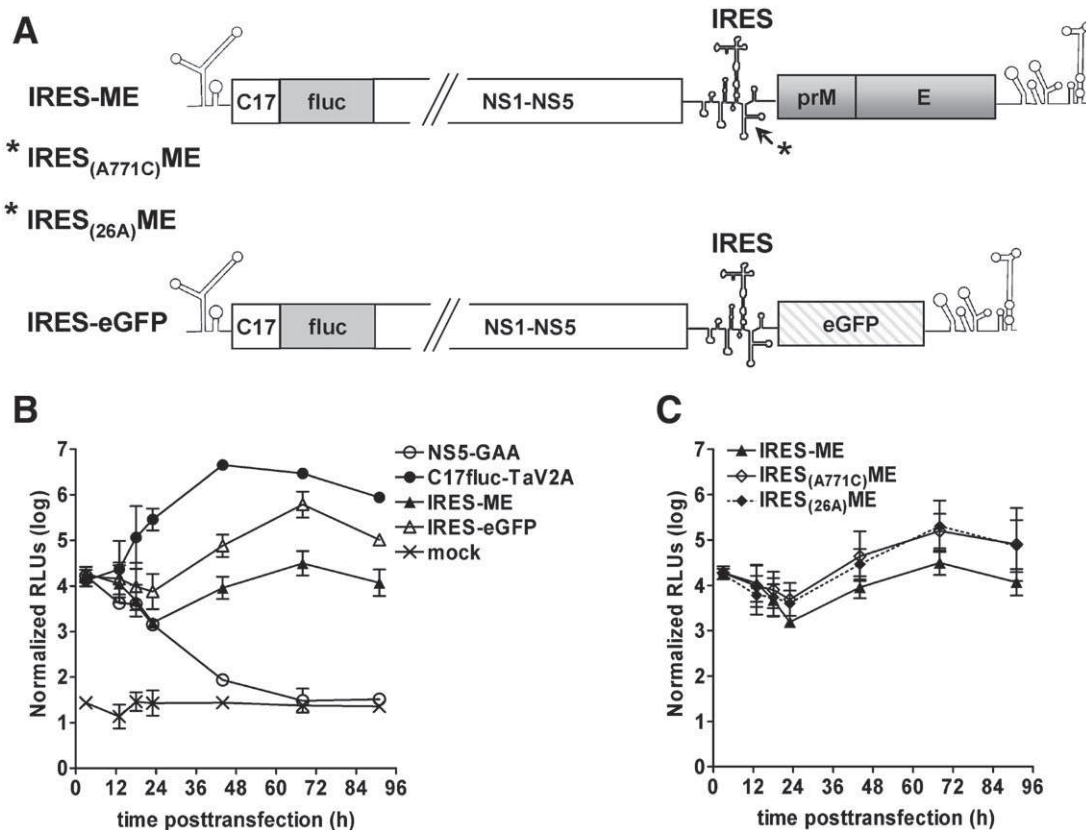 A
IRES
IRES-ME
C17 fluc NS1-NS5 prM E
*
* IRES(A771C)ME
* IRES(26A)ME
IRES
IRES-eGFP
C17 fluc NS1-NS5 eGFP
B
Normalized RLUs (log)
7
6
5
4
3
2
1
0
0 12 24 36 48 60 72 84 96
time posttransfection (h)
NS5-GAA
C17fluc-TaV2A
IRES-ME
IRES-eGFP
mock
C
Normalized RLUs (log)
7
6
5
4
3
2
1
0
0 12 24 36 48 60 72 84 96
time posttransfection (h)
IRES-ME
IRES(A771C)ME
IRES(26A)ME